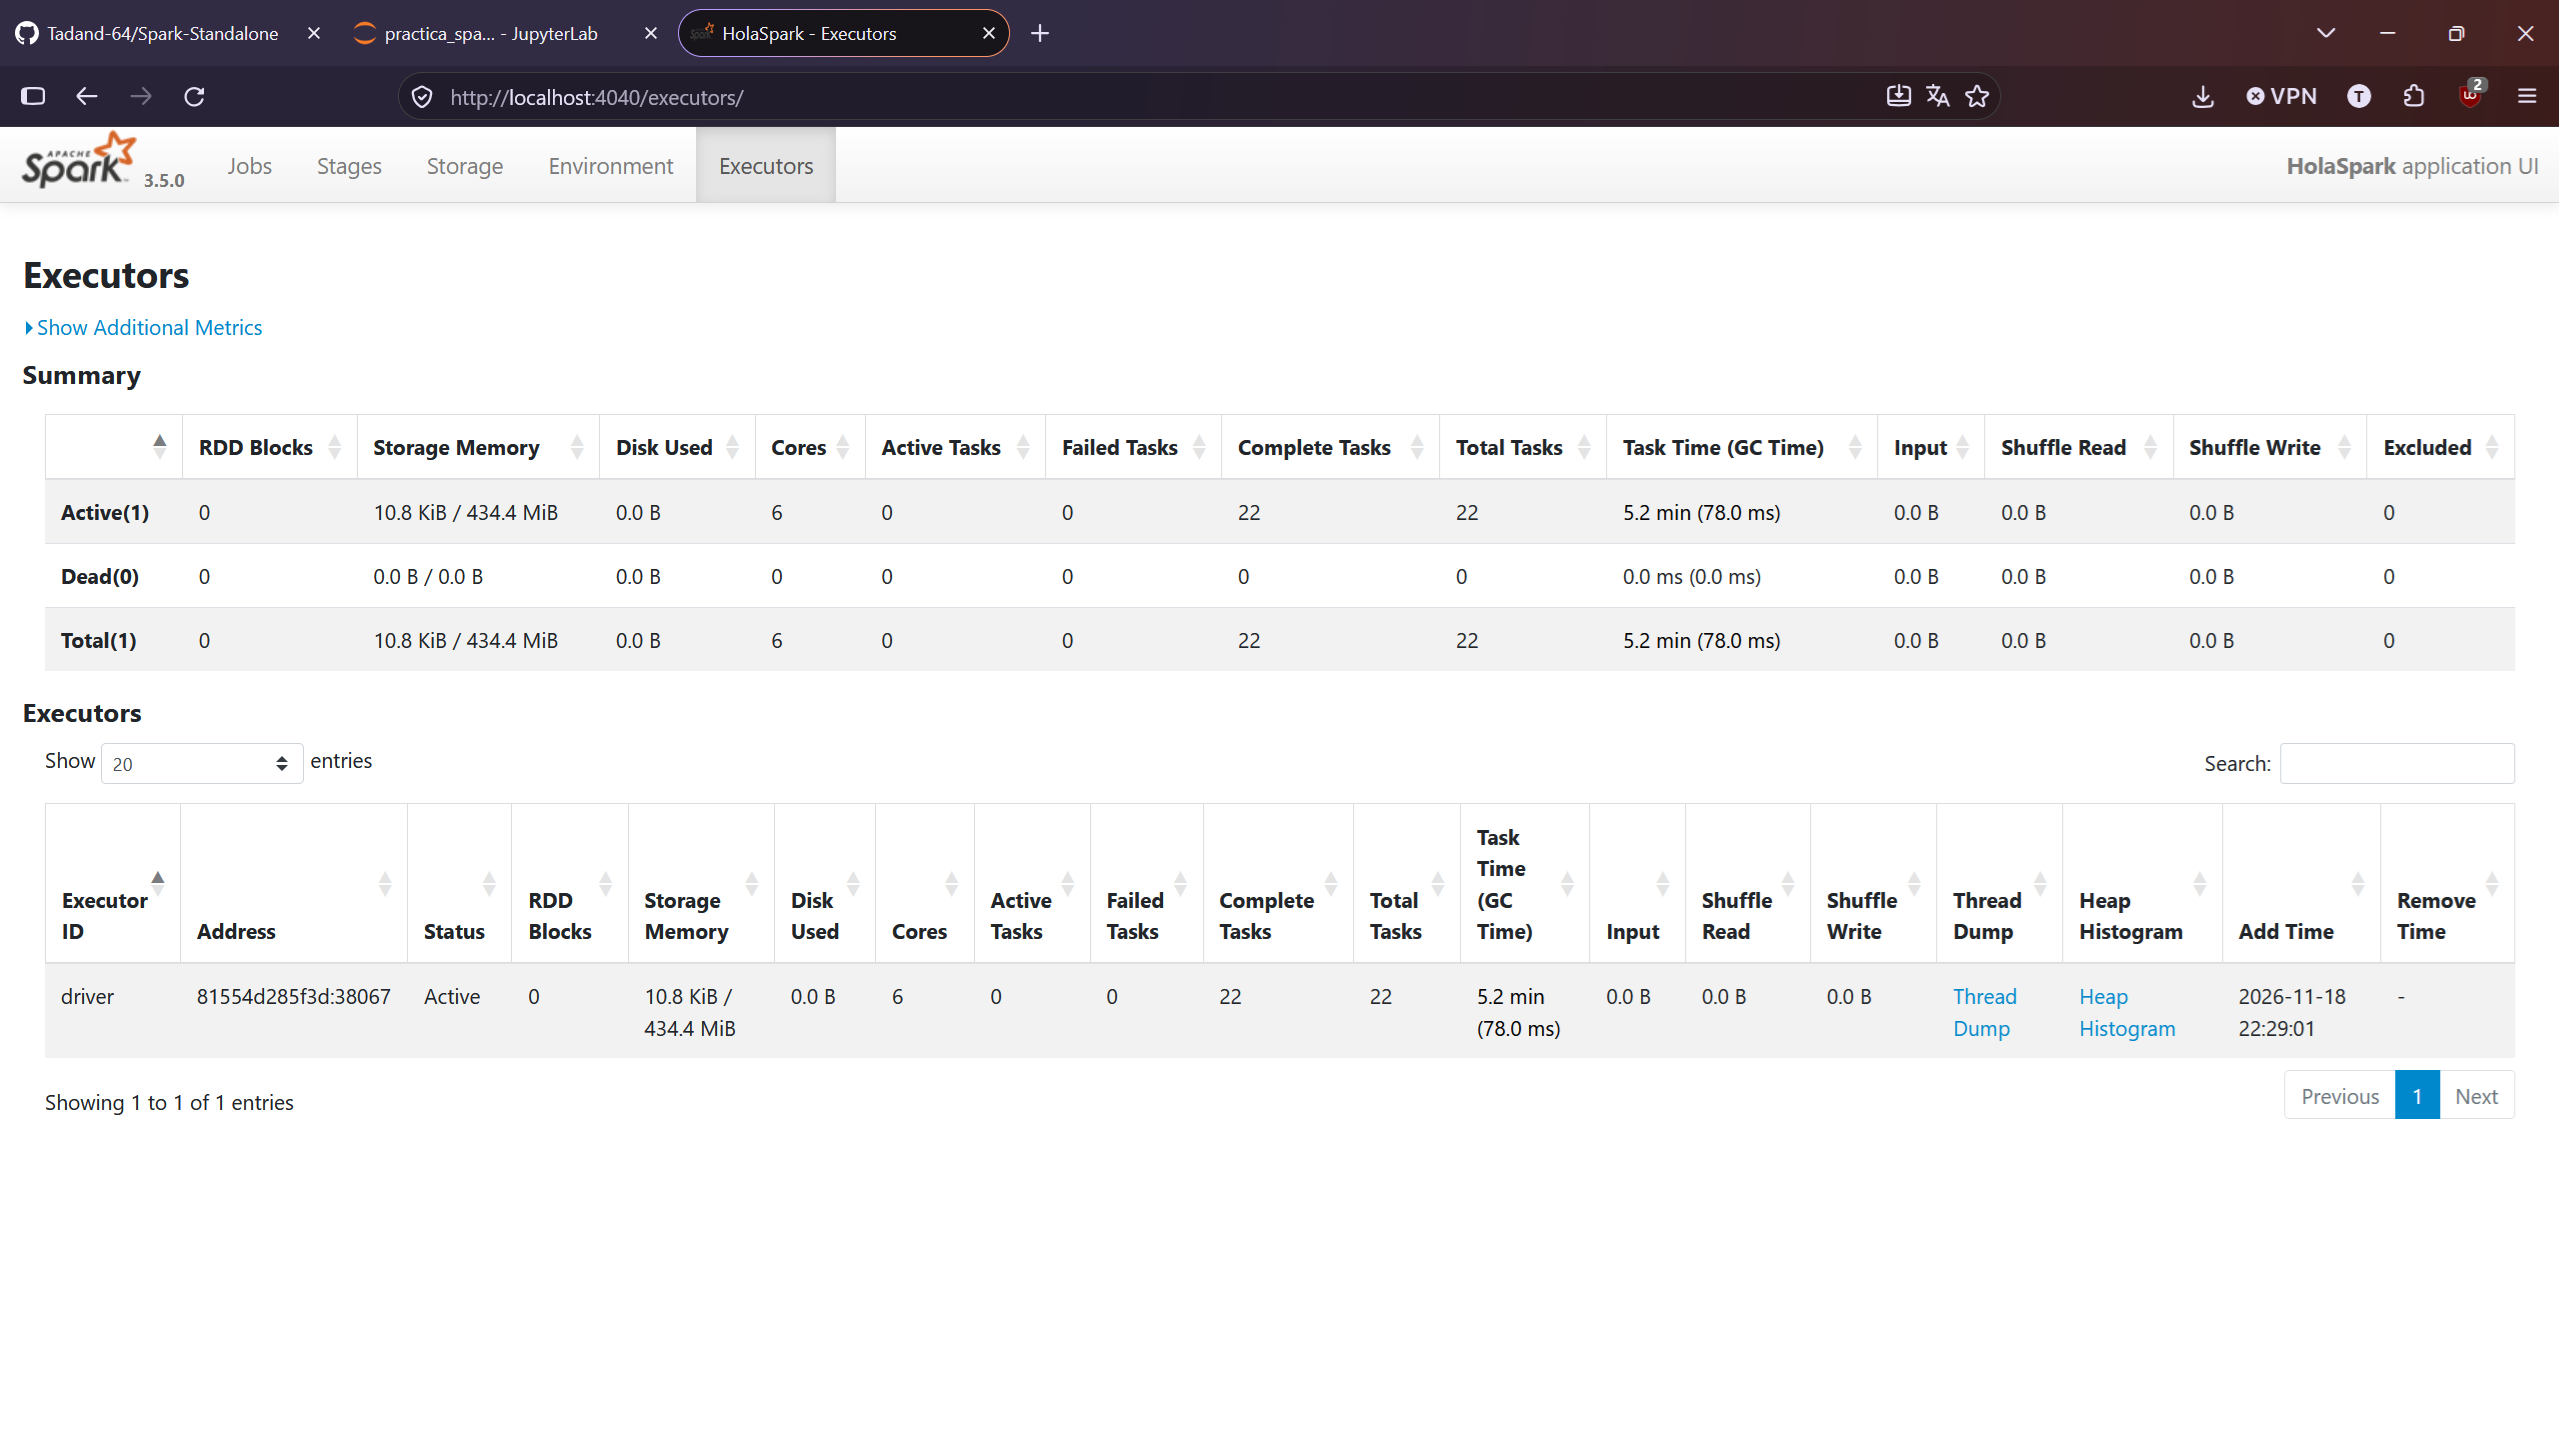 Tadand-64/Spark-Standalone
practica_spa... - JupyterLab
HolaSpark - Executors
http://localhost:4040/executors/
VPN
T
2
APACHE
Spark
3.5.0
Jobs
Stages
Storage
Environment
Executors
HolaSpark application UI
Executors
Show Additional Metrics
Summary
RDD Blocks Storage Memory Disk Used Cores Active Tasks Failed Tasks Complete Tasks Total Tasks Task Time (GC Time) Input Shuffle Read Shuffle Write Excluded
Active(1) 0 10.8 KiB / 434.4 MiB 0.0 B 6 0 0 22 22 5.2 min (78.0 ms) 0.0 B 0.0 B 0.0 B 0
Dead(0) 0 0.0 B / 0.0 B 0.0 B 0 0 0 0 0 0.0 ms (0.0 ms) 0.0 B 0.0 B 0.0 B 0
Total(1) 0 10.8 KiB / 434.4 MiB 0.0 B 6 0 0 22 22 5.2 min (78.0 ms) 0.0 B 0.0 B 0.0 B 0
Executors
Show 20 entries
Search:
Executor ID
Address
Status
RDD Blocks
Storage Memory
Disk Used
Cores
Active Tasks
Failed Tasks
Complete Tasks
Total Tasks
Task Time (GC Time)
Input
Shuffle Read
Shuffle Write
Thread Dump
Heap Histogram
Add Time
Remove Time
driver
81554d285f3d:38067
Active
0
10.8 KiB / 434.4 MiB
0.0 B
6
0
0
22
22
5.2 min (78.0 ms)
0.0 B
0.0 B
0.0 B
Thread Dump
Heap Histogram
2026-11-18 22:29:01
-
Showing 1 to 1 of 1 entries
Previous 1 Next